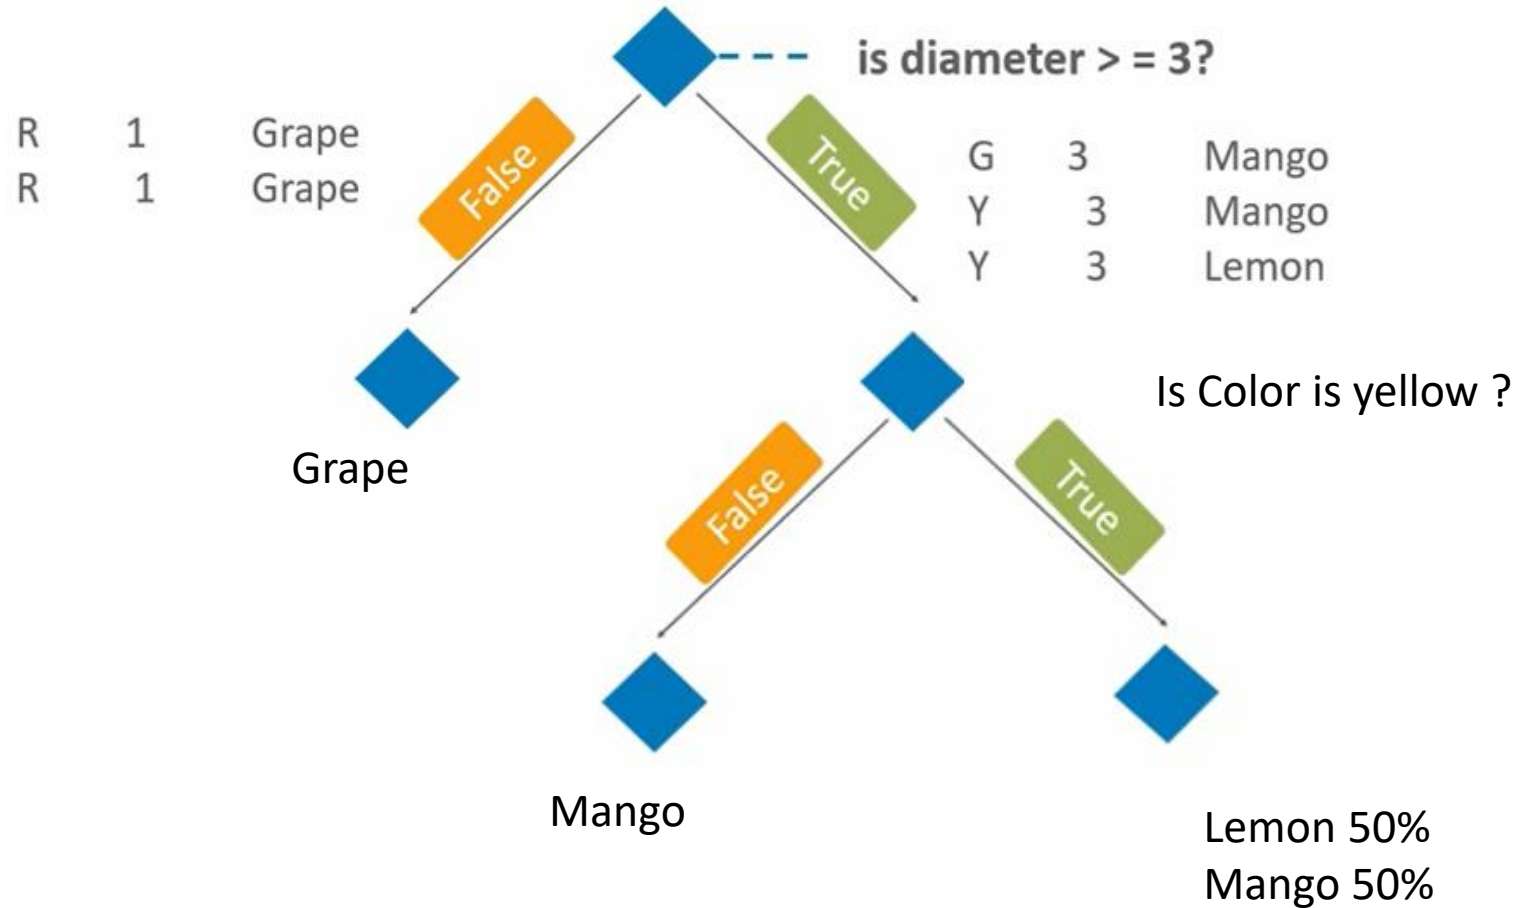 is diameter > = 3?
R 1 Grape
R 1 Grape
False
True
G 3 Mango
Y 3 Mango
Y 3 Lemon
Is Color is yellow ?
Grape
False
True
Mango
Lemon 50%
Mango 50%